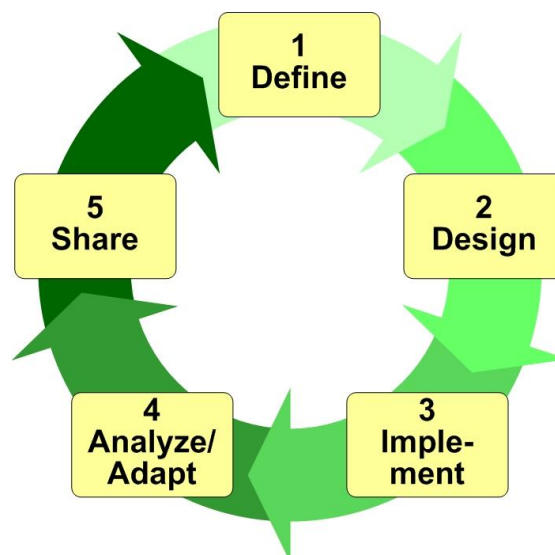 1
Define
2
Design
3
Imple-
ment
4
Analyze/
Adapt
5
Share